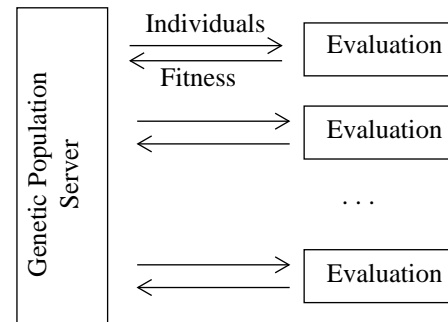 Genetic Population
Server
Individuals
Fitness
Evaluation
Evaluation
. . .
Evaluation